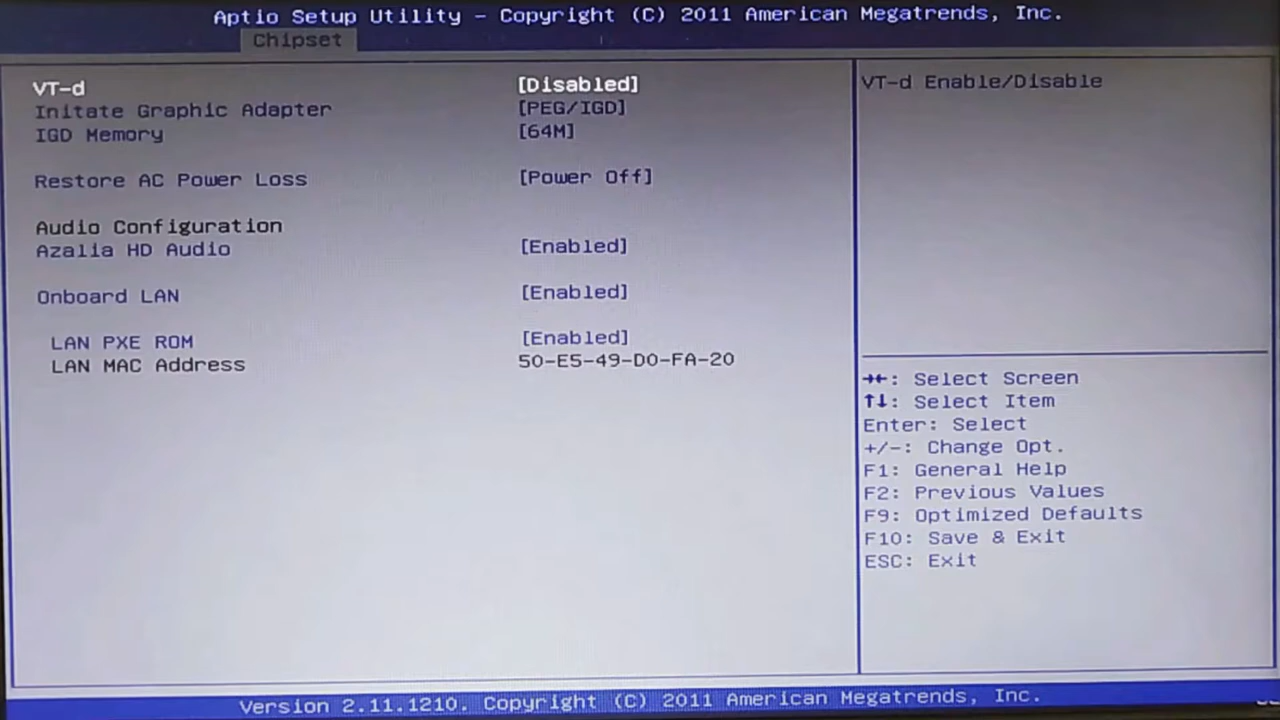 Aptio Setup Utility – Copyright (C) 2011 American Megatrends, Inc.
Chipset
VT-d [Disabled]
Initate Graphic Adapter [PEG/IGD]
IGD Memory [64M]
Restore AC Power Loss [Power Off]
Audio Configuration
Azalia HD Audio [Enabled]
Onboard LAN [Enabled]
LAN PXE ROM [Enabled]
LAN MAC Address 50-E5-49-D0-FA-20
VT-d Enable/Disable
→←: Select Screen
↑↓: Select Item
Enter: Select
+/-: Change Opt.
F1: General Help
F2: Previous Values
F9: Optimized Defaults
F10: Save & Exit
ESC: Exit
Version 2.11.1210. Copyright (C) 2011 American Megatrends, Inc.